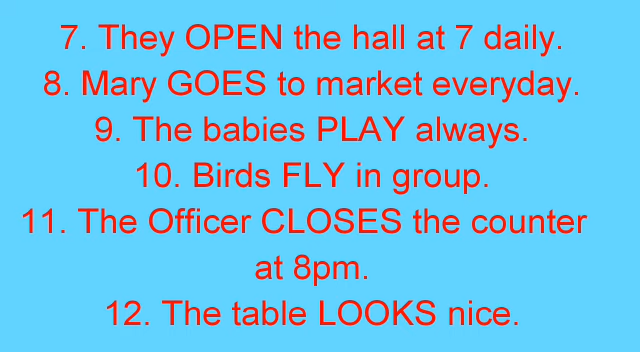 7. They OPEN the hall at 7 daily.
8. Mary GOES to market everyday.
9. The babies PLAY always.
10. Birds FLY in group.
11. The Officer CLOSES the counter
at 8pm.
12. The table LOOKS nice.